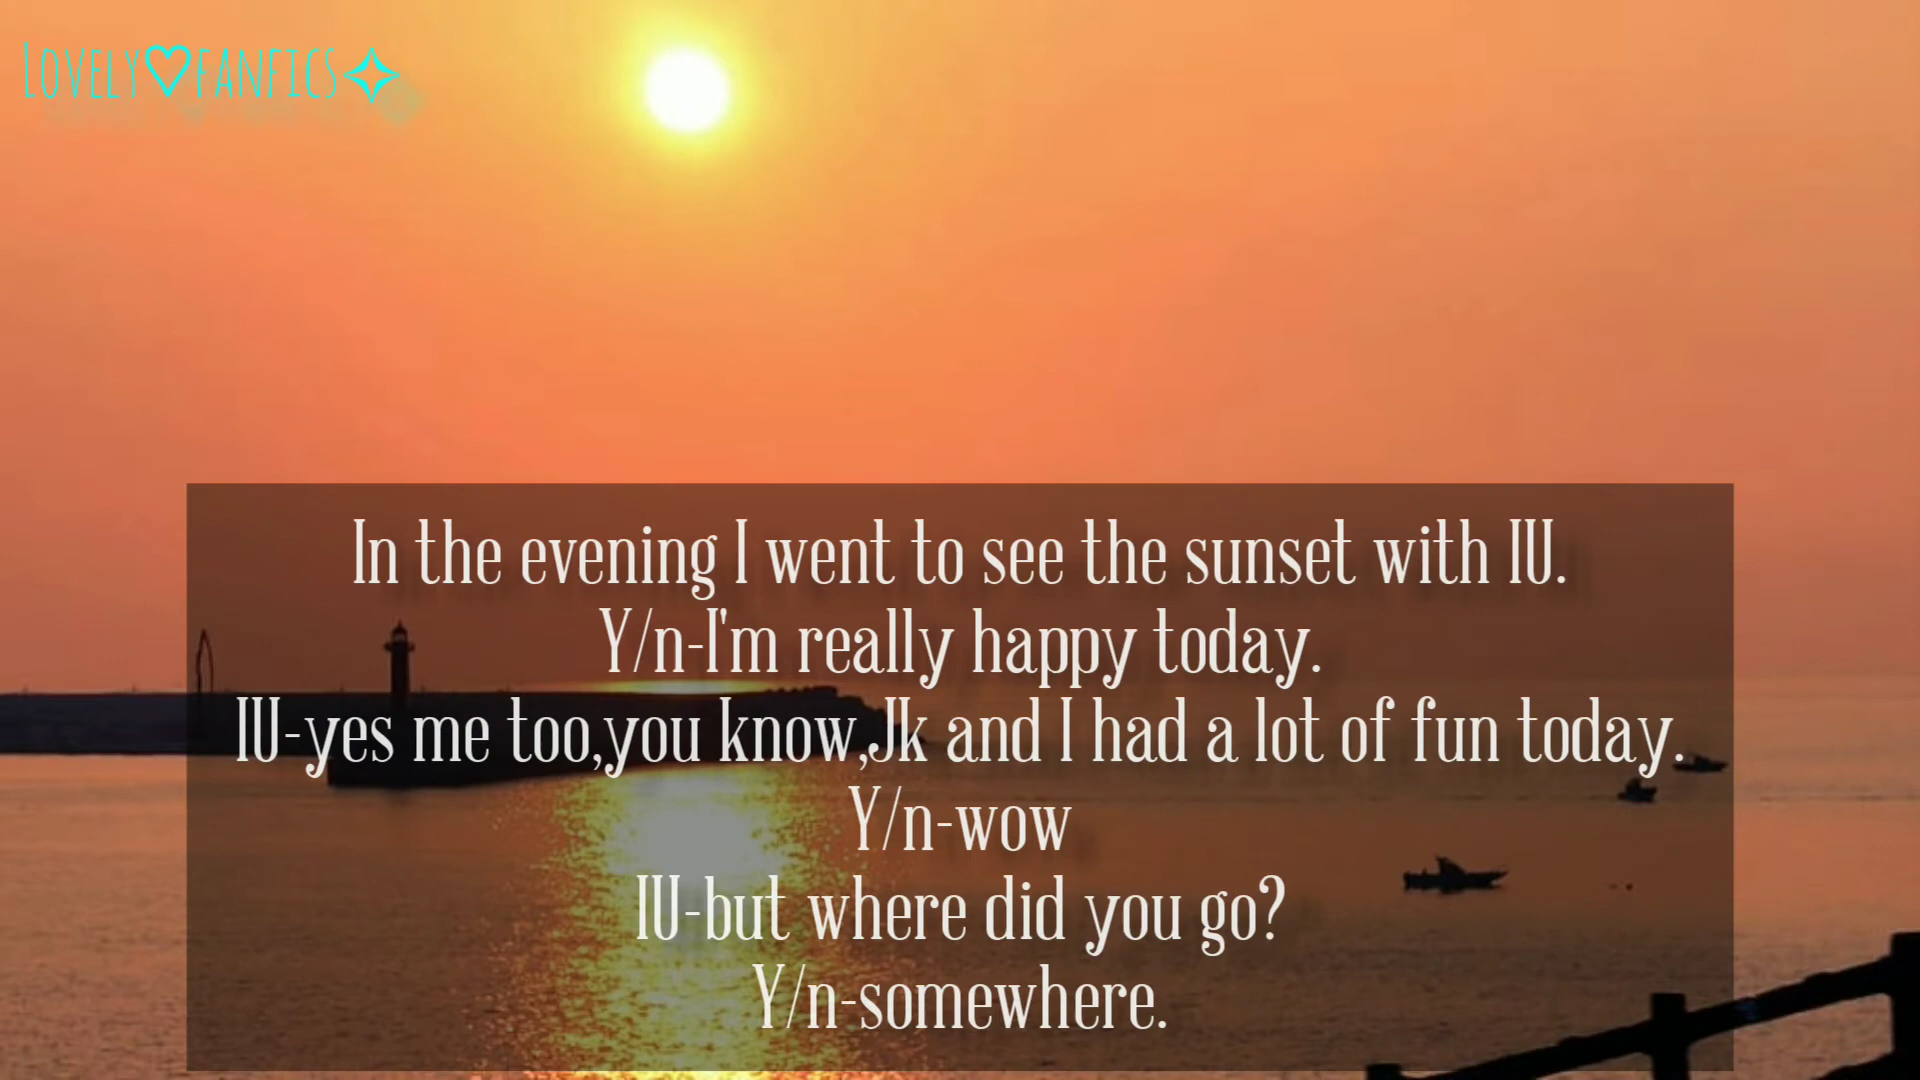 Lovely♡fanfics✧
In the evening I went to see the sunset with IU.
Y/n-I'm really happy today.
IU-yes me too,you know,Jk and I had a lot of fun today.
Y/n-wow
IU-but where did you go?
Y/n-somewhere.